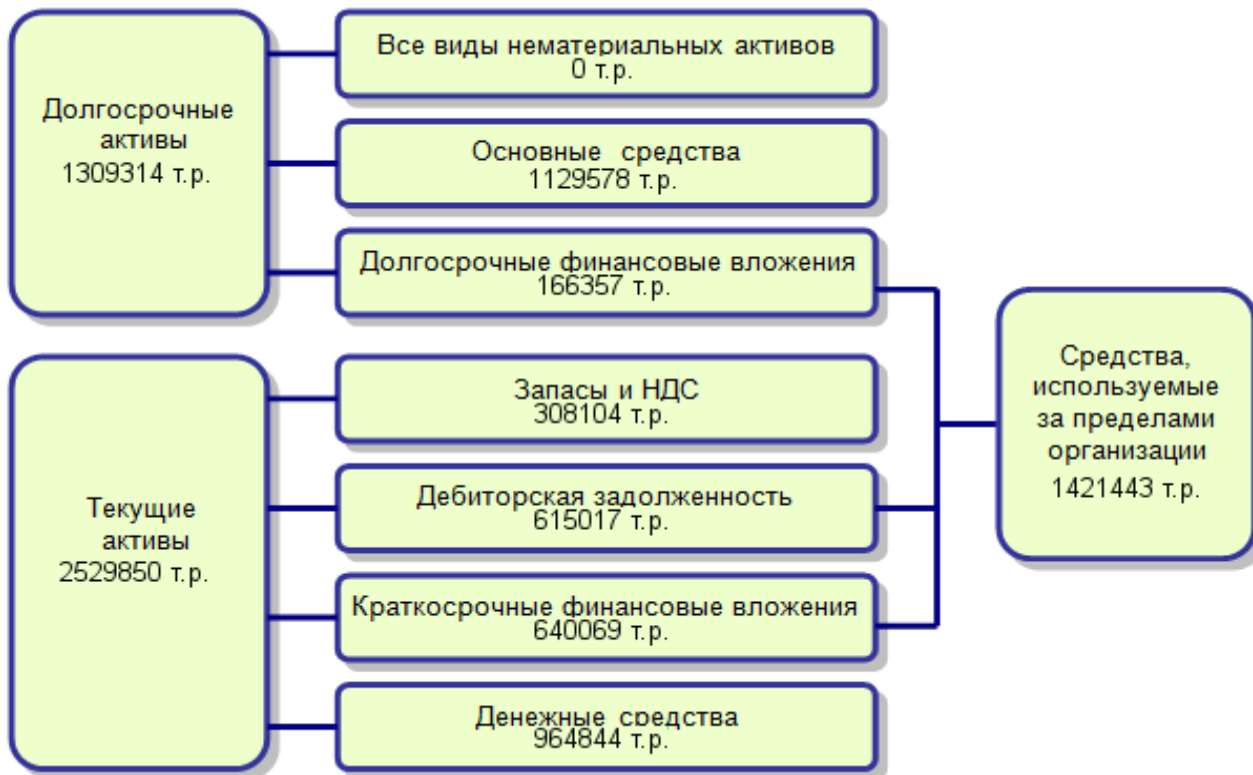 Долгосрочные
активы
1309314 т.р.
Все виды нематериальных активов
0 т.р.
Основные средства
1129578 т.р.
Долгосрочные финансовые вложения
166357 т.р.
Текущие
активы
2529850 т.р.
Запасы и НДС
308104 т.р.
Дебиторская задолженность
615017 т.р.
Краткосрочные финансовые вложения
640069 т.р.
Денежные средства
964844 т.р.
Средства,
используемые
за пределами
организации
1421443 т.р.